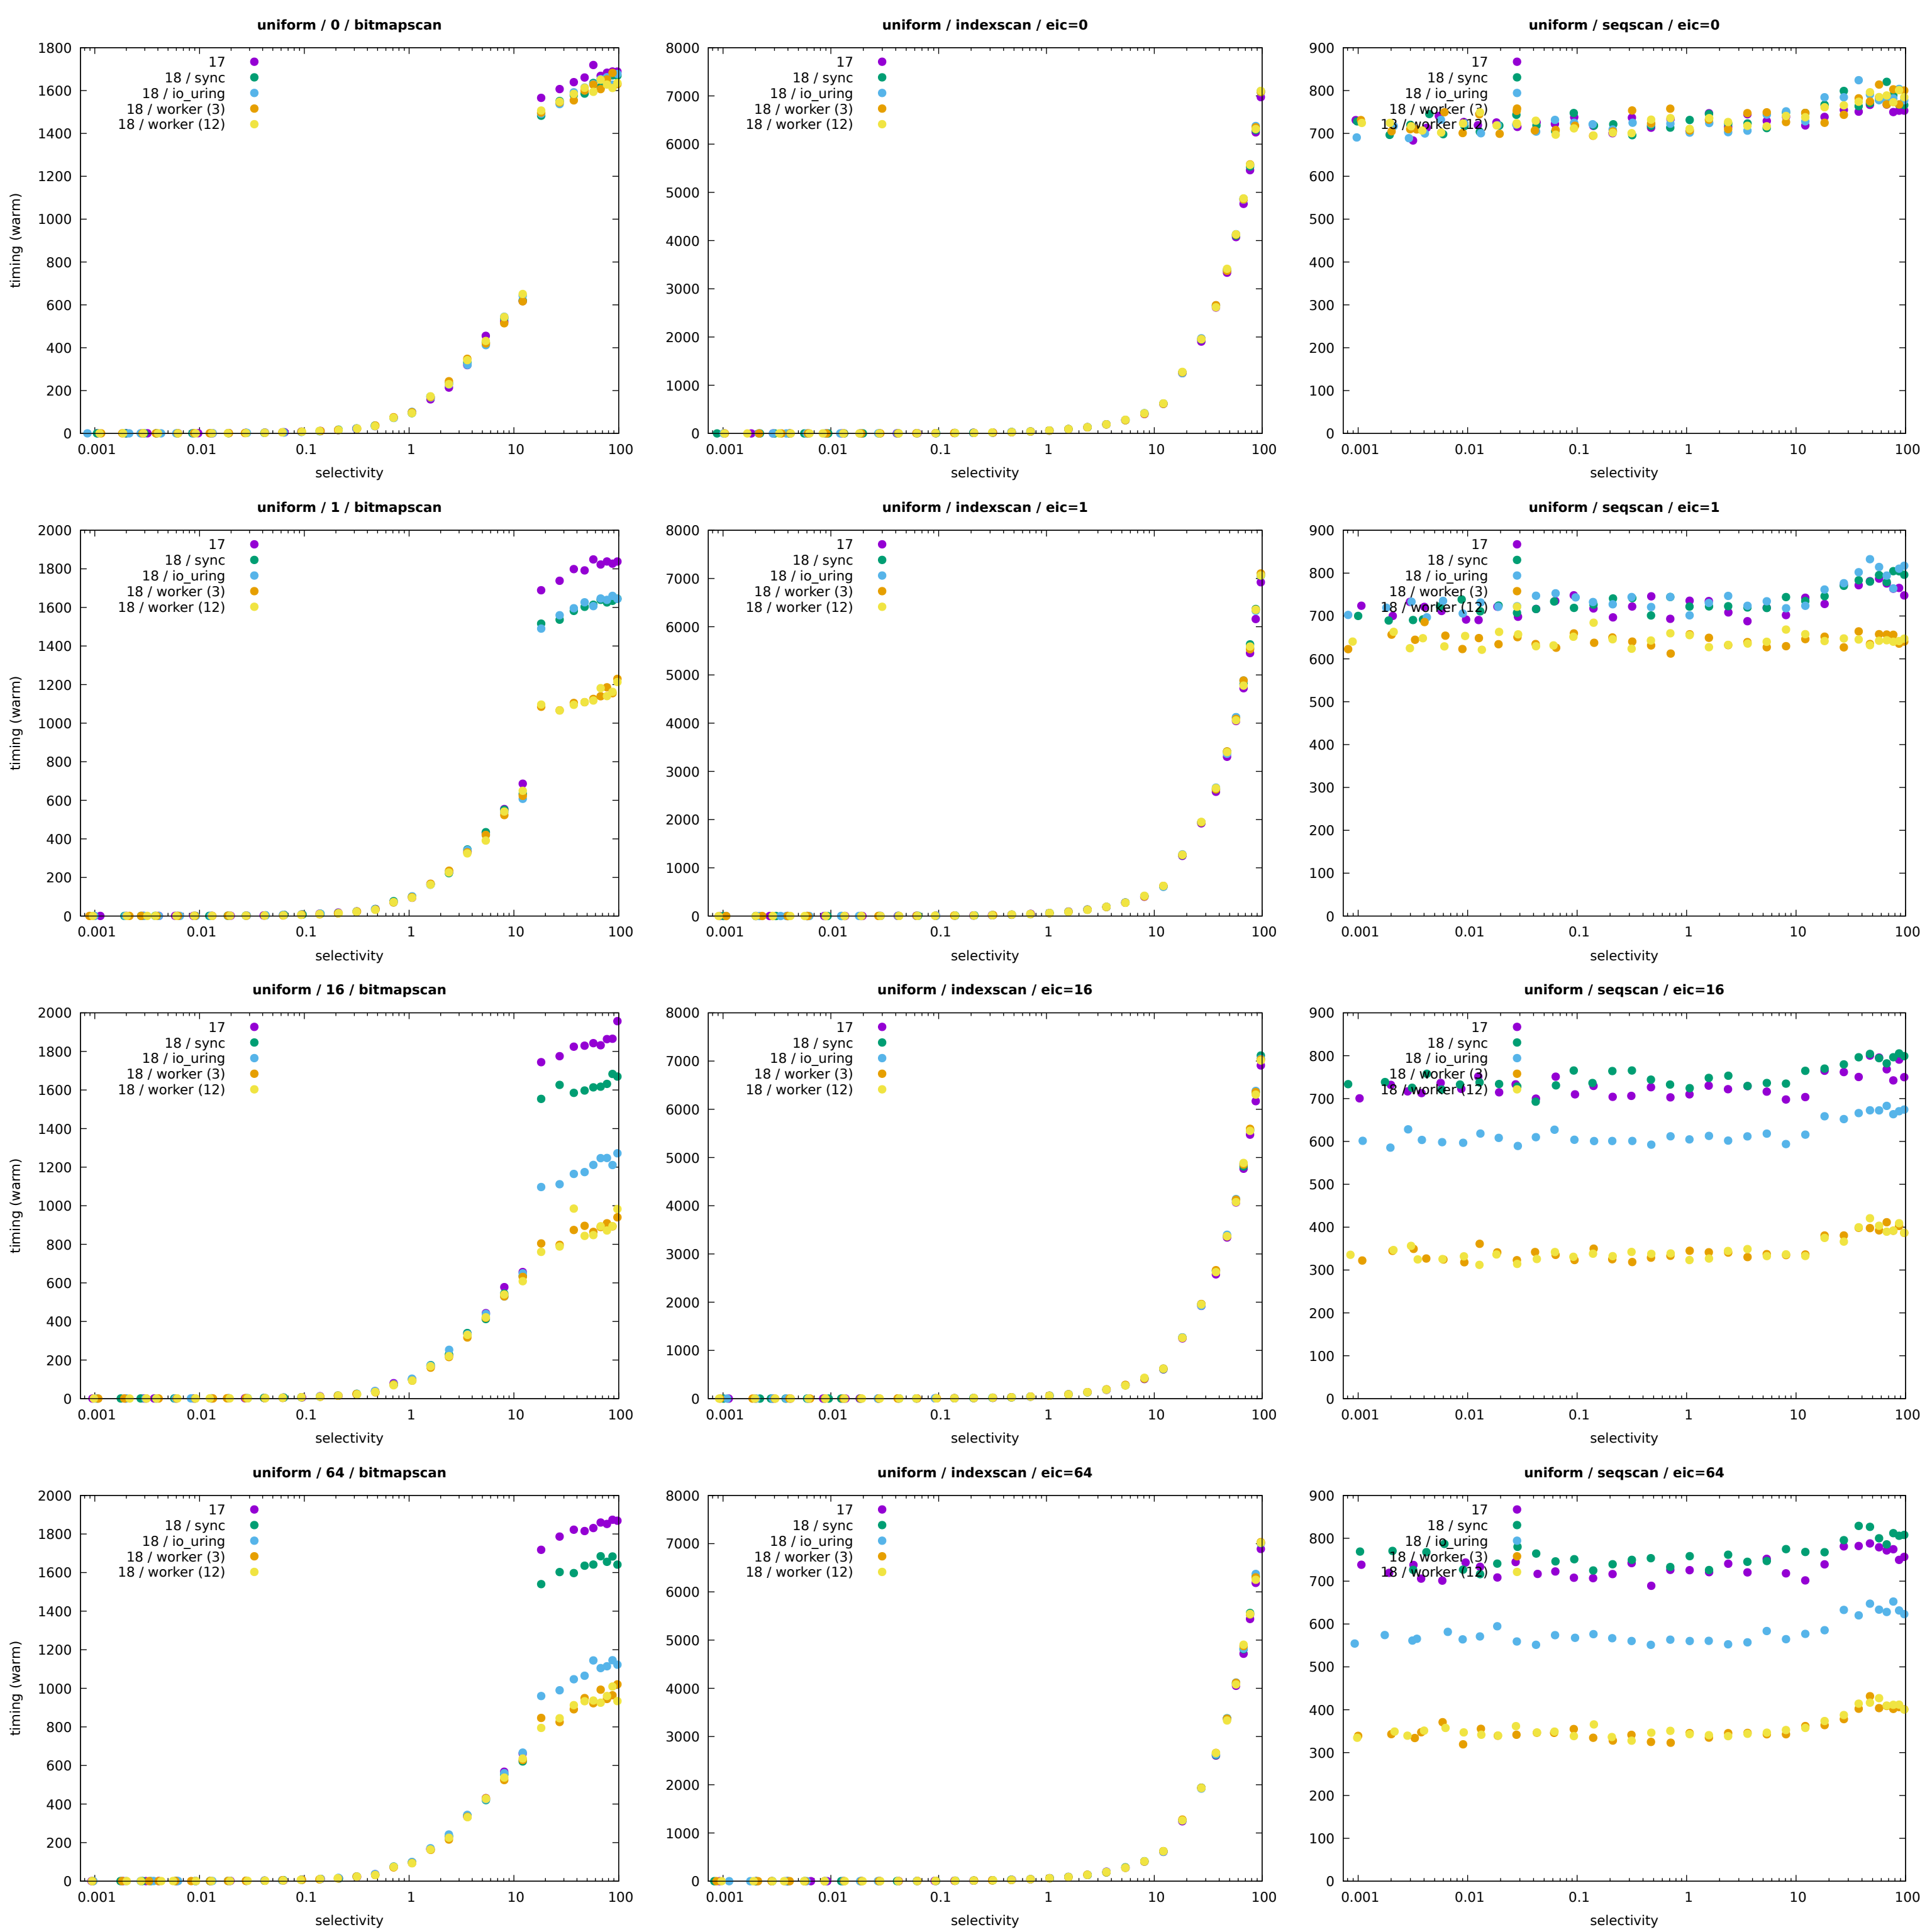 uniform / 0 / bitmapscan
timing (warm)
1800
1600
1400
1200
1000
800
600
400
200
0
17
18 / sync
18 / io_uring
18 / worker (3)
18 / worker (12)
0.001 0.01 0.1 1 10 100
selectivity
uniform / indexscan / eic=0
8000
7000
6000
5000
4000
3000
2000
1000
0
17
18 / sync
18 / io_uring
18 / worker (3)
18 / worker (12)
0.001 0.01 0.1 1 10 100
selectivity
uniform / seqscan / eic=0
900
800
700
600
500
400
300
200
100
0
17
18 / sync
18 / io_uring
18 / worker (3)
18 / worker (12)
0.001 0.01 0.1 1 10 100
selectivity
uniform / 1 / bitmapscan
timing (warm)
2000
1800
1600
1400
1200
1000
800
600
400
200
0
17
18 / sync
18 / io_uring
18 / worker (3)
18 / worker (12)
0.001 0.01 0.1 1 10 100
selectivity
uniform / indexscan / eic=1
8000
7000
6000
5000
4000
3000
2000
1000
0
17
18 / sync
18 / io_uring
18 / worker (3)
18 / worker (12)
0.001 0.01 0.1 1 10 100
selectivity
uniform / seqscan / eic=1
900
800
700
600
500
400
300
200
100
0
17
18 / sync
18 / io_uring
18 / worker (3)
18 / worker (12)
0.001 0.01 0.1 1 10 100
selectivity
uniform / 16 / bitmapscan
timing (warm)
2000
1800
1600
1400
1200
1000
800
600
400
200
0
17
18 / sync
18 / io_uring
18 / worker (3)
18 / worker (12)
0.001 0.01 0.1 1 10 100
selectivity
uniform / indexscan / eic=16
8000
7000
6000
5000
4000
3000
2000
1000
0
17
18 / sync
18 / io_uring
18 / worker (3)
18 / worker (12)
0.001 0.01 0.1 1 10 100
selectivity
uniform / seqscan / eic=16
900
800
700
600
500
400
300
200
100
0
17
18 / sync
18 / io_uring
18 / worker (3)
18 / worker (12)
0.001 0.01 0.1 1 10 100
selectivity
uniform / 64 / bitmapscan
timing (warm)
2000
1800
1600
1400
1200
1000
800
600
400
200
0
17
18 / sync
18 / io_uring
18 / worker (3)
18 / worker (12)
0.001 0.01 0.1 1 10 100
selectivity
uniform / indexscan / eic=64
8000
7000
6000
5000
4000
3000
2000
1000
0
17
18 / sync
18 / io_uring
18 / worker (3)
18 / worker (12)
0.001 0.01 0.1 1 10 100
selectivity
uniform / seqscan / eic=64
900
800
700
600
500
400
300
200
100
0
17
18 / sync
18 / io_uring
18 / worker (3)
18 / worker (12)
0.001 0.01 0.1 1 10 100
selectivity